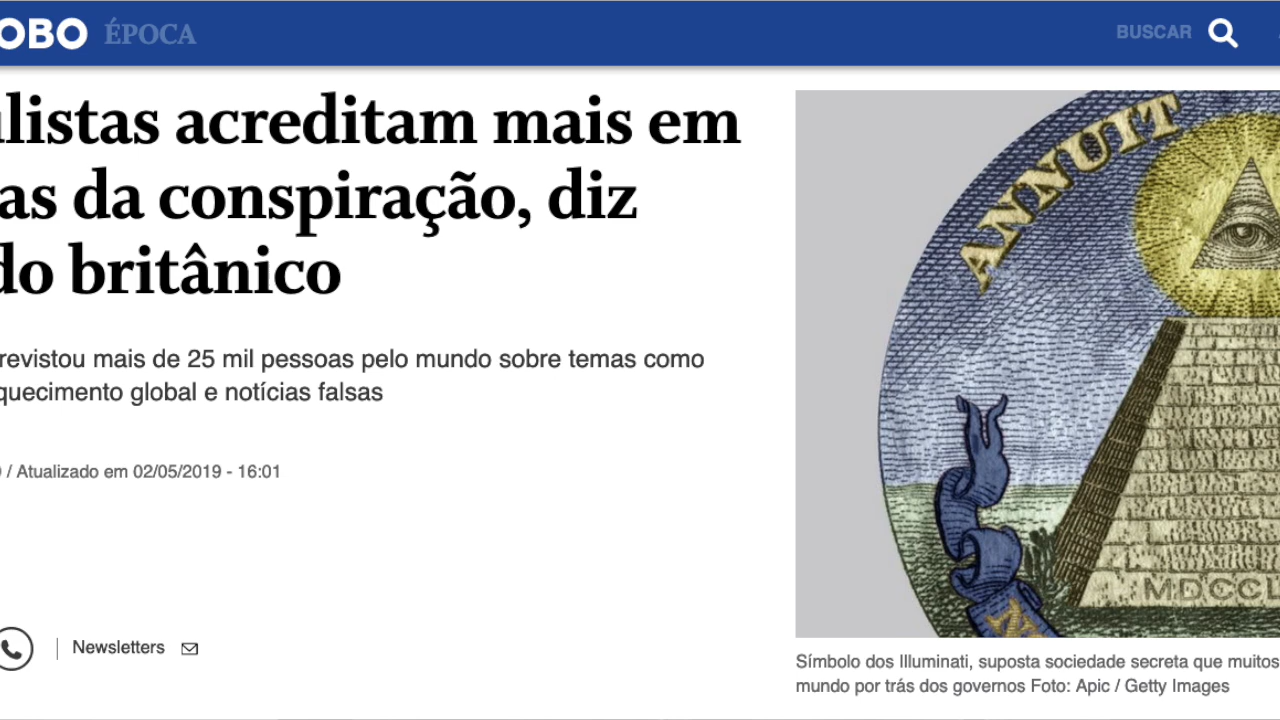 OBO ÉPOCA
BUSCAR
ulistas acreditam mais em
as da conspiração, diz
do britânico
revistou mais de 25 mil pessoas pelo mundo sobre temas como
quecimento global e notícias falsas
/ Atualizado em 02/05/2019 - 16:01
Newsletters
ANNUIT
MDCCL
Símbolo dos Illuminati, suposta sociedade secreta que muitos
mundo por trás dos governos Foto: Apic / Getty Images